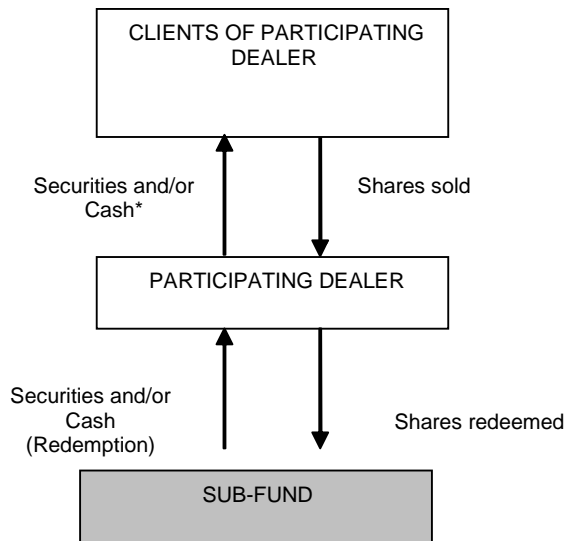 CLIENTS OF PARTICIPATING
DEALER
Securities and/or
Cash*
Shares sold
PARTICIPATING DEALER
Securities and/or
Cash
(Redemption)
Shares redeemed
SUB-FUND